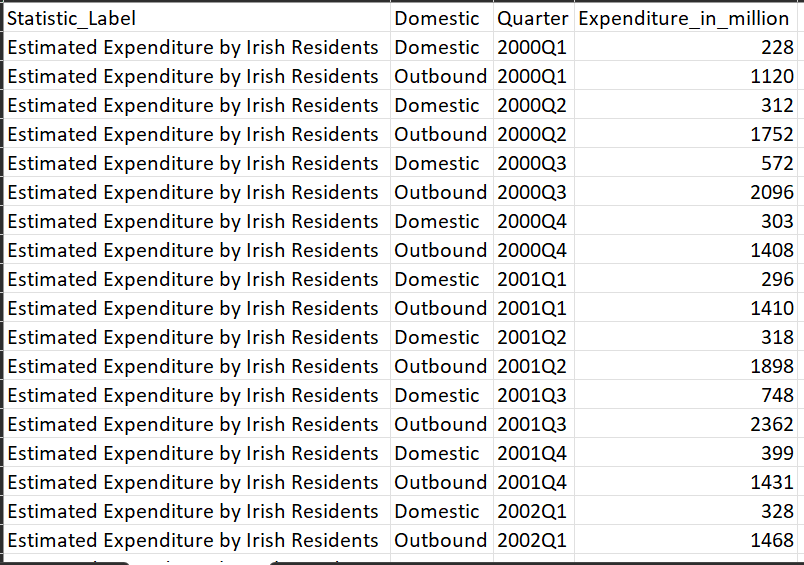 Statistic_Label Domestic Quarter Expenditure_in_million
Estimated Expenditure by Irish Residents Domestic 2000Q1 228
Estimated Expenditure by Irish Residents Outbound 2000Q1 1120
Estimated Expenditure by Irish Residents Domestic 2000Q2 312
Estimated Expenditure by Irish Residents Outbound 2000Q2 1752
Estimated Expenditure by Irish Residents Domestic 2000Q3 572
Estimated Expenditure by Irish Residents Outbound 2000Q3 2096
Estimated Expenditure by Irish Residents Domestic 2000Q4 303
Estimated Expenditure by Irish Residents Outbound 2000Q4 1408
Estimated Expenditure by Irish Residents Domestic 2001Q1 296
Estimated Expenditure by Irish Residents Outbound 2001Q1 1410
Estimated Expenditure by Irish Residents Domestic 2001Q2 318
Estimated Expenditure by Irish Residents Outbound 2001Q2 1898
Estimated Expenditure by Irish Residents Domestic 2001Q3 748
Estimated Expenditure by Irish Residents Outbound 2001Q3 2362
Estimated Expenditure by Irish Residents Domestic 2001Q4 399
Estimated Expenditure by Irish Residents Outbound 2001Q4 1431
Estimated Expenditure by Irish Residents Domestic 2002Q1 328
Estimated Expenditure by Irish Residents Outbound 2002Q1 1468